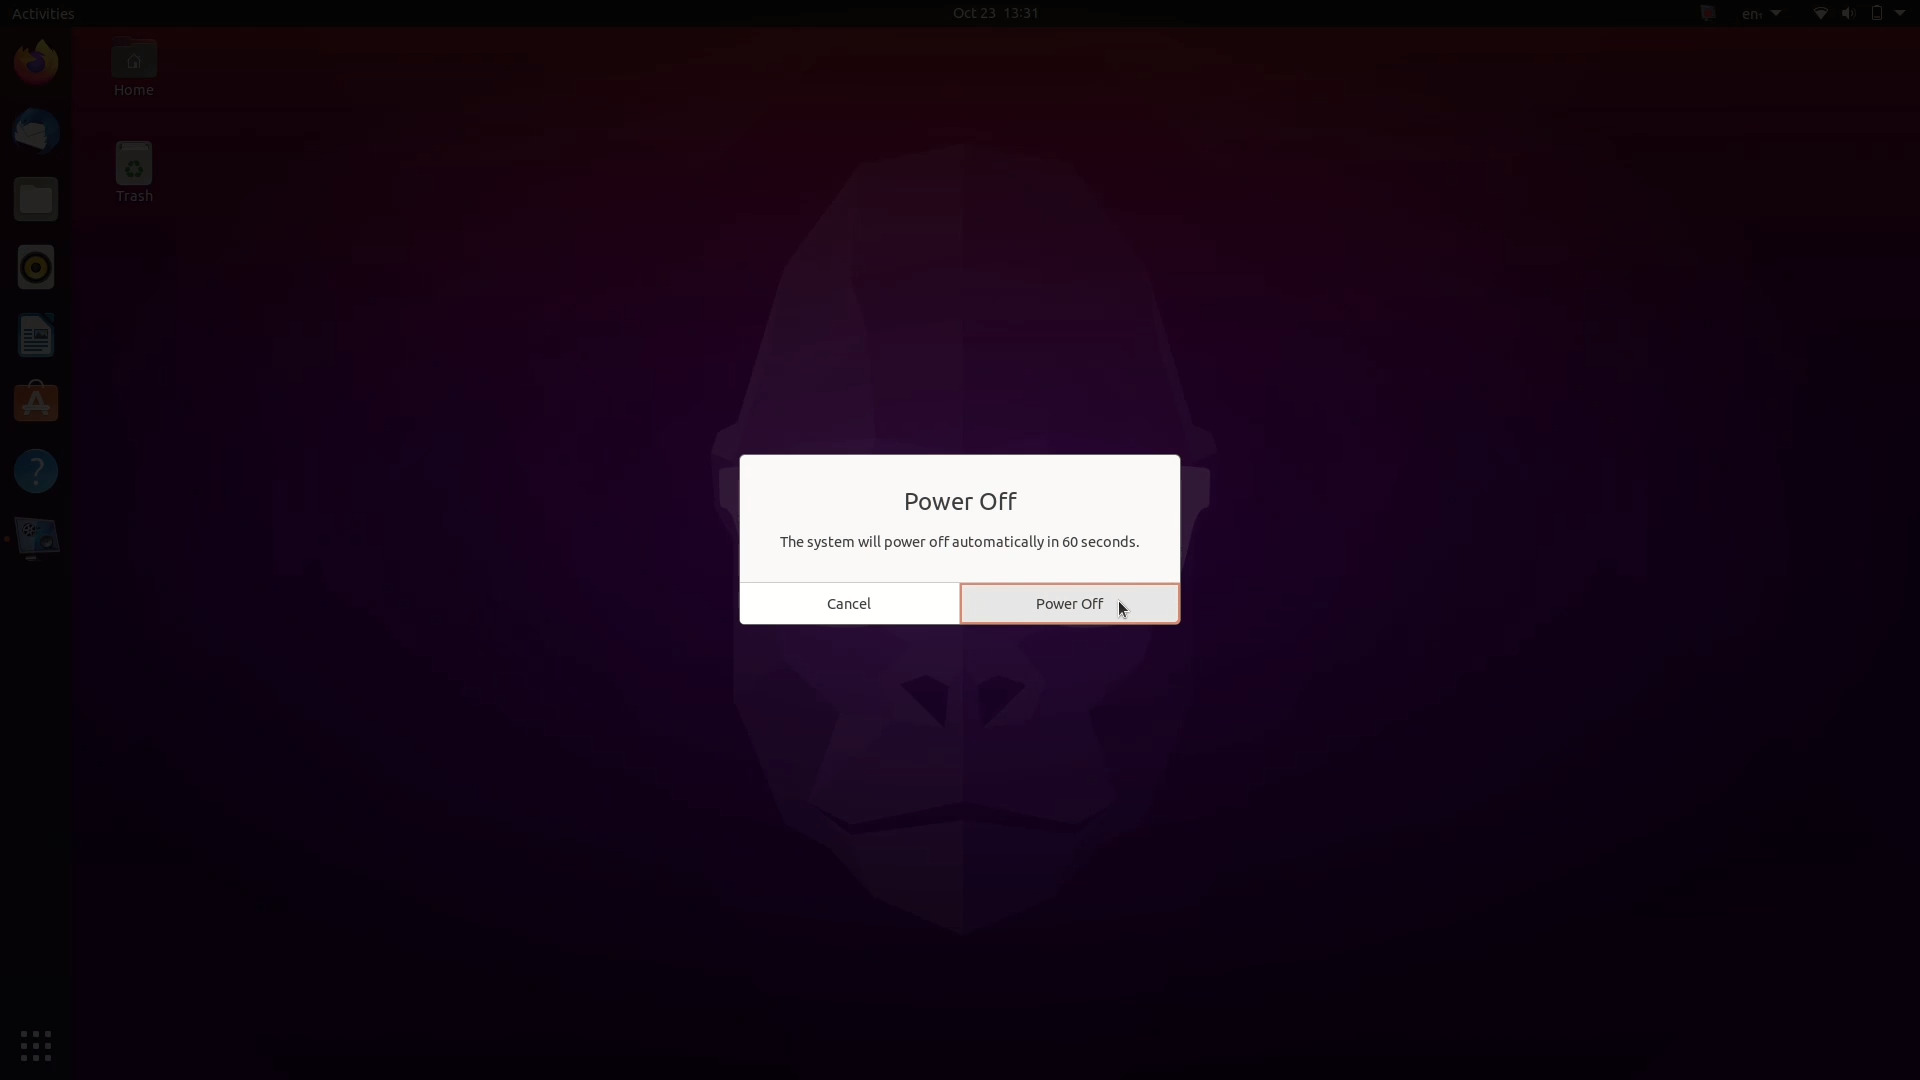 Activities
Oct 23 13:31
en₁
Home
Trash
Power Off
The system will power off automatically in 60 seconds.
Cancel
Power Off